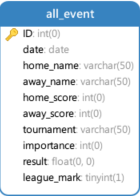 all_event
ID: int(0)
date: date
home_name: varchar(50)
away_name: varchar(50)
home_score: int(0)
away_score: int(0)
tournament: varchar(50)
importance: int(0)
result: float(0, 0)
league_mark: tinyint(1)